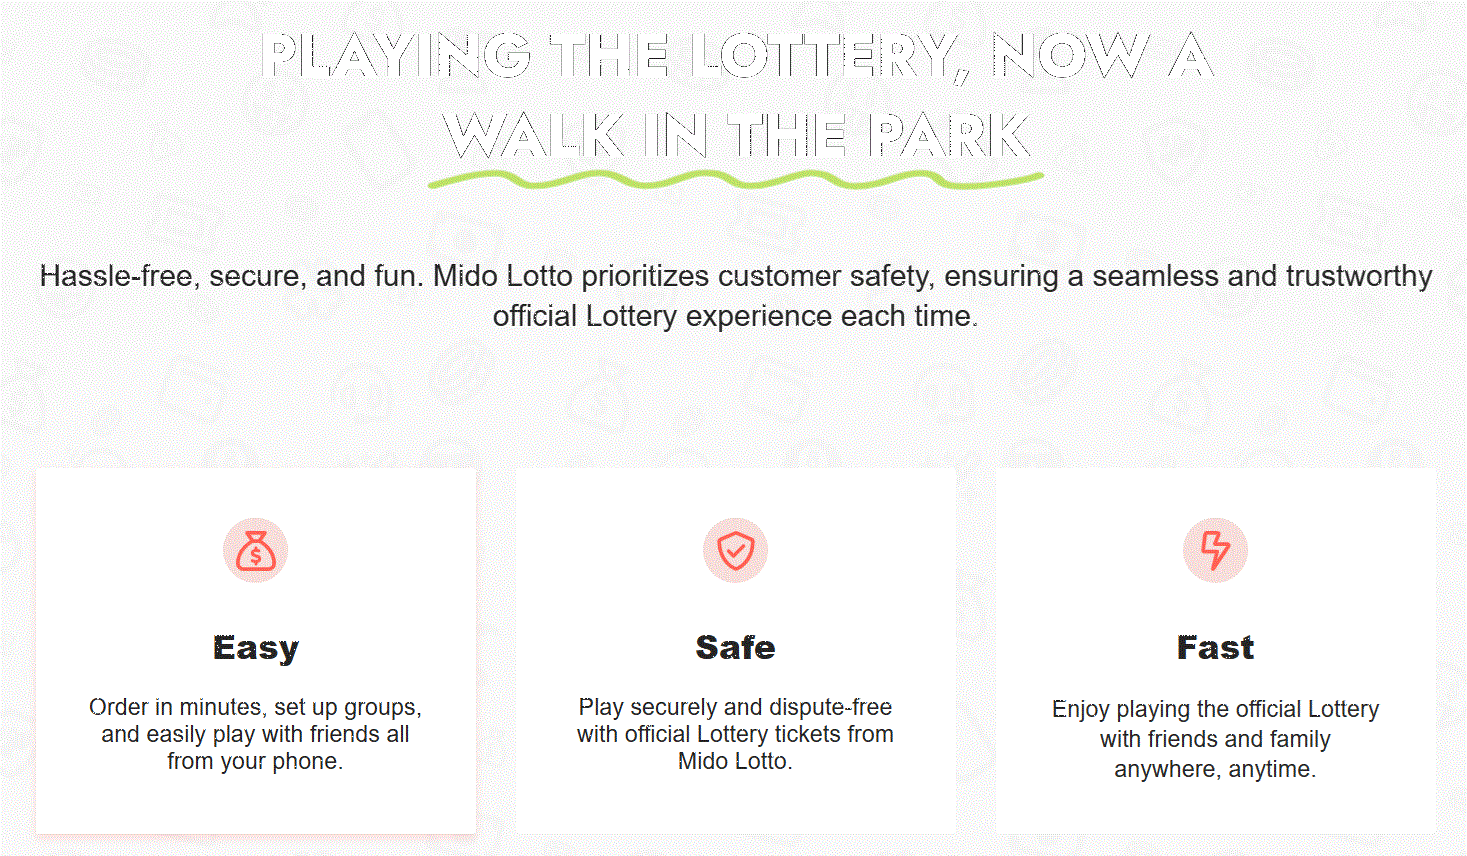 PLAYING THE LOTTERY, NOW A
WALK IN THE PARK
Hassle-free, secure, and fun. Mido Lotto prioritizes customer safety, ensuring a seamless and trustworthy
official Lottery experience each time.
Easy
Order in minutes, set up groups,
and easily play with friends all
from your phone.
Safe
Play securely and dispute-free
with official Lottery tickets from
Mido Lotto.
Fast
Enjoy playing the official Lottery
with friends and family
anywhere, anytime.